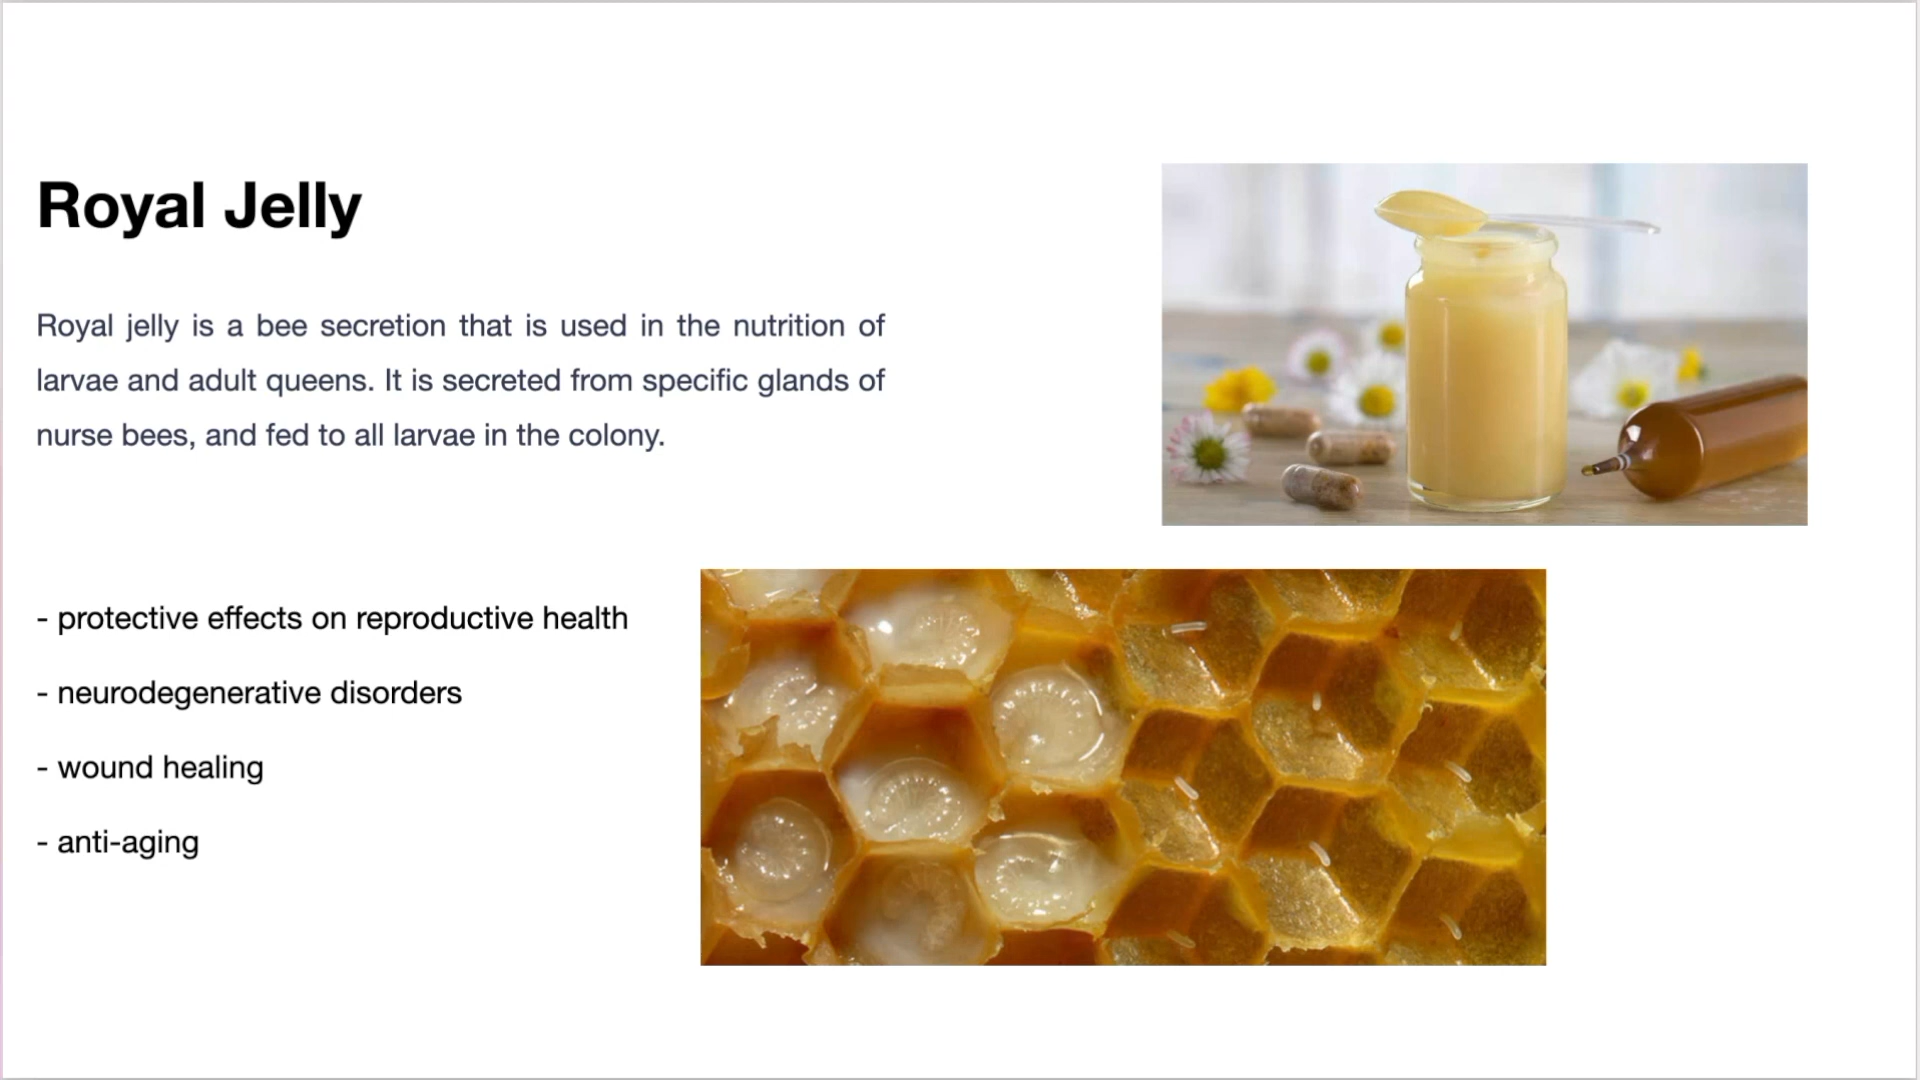 Royal Jelly
Royal jelly is a bee secretion that is used in the nutrition of
larvae and adult queens. It is secreted from specific glands of
nurse bees, and fed to all larvae in the colony.
- protective effects on reproductive health
- neurodegenerative disorders
- wound healing
- anti-aging